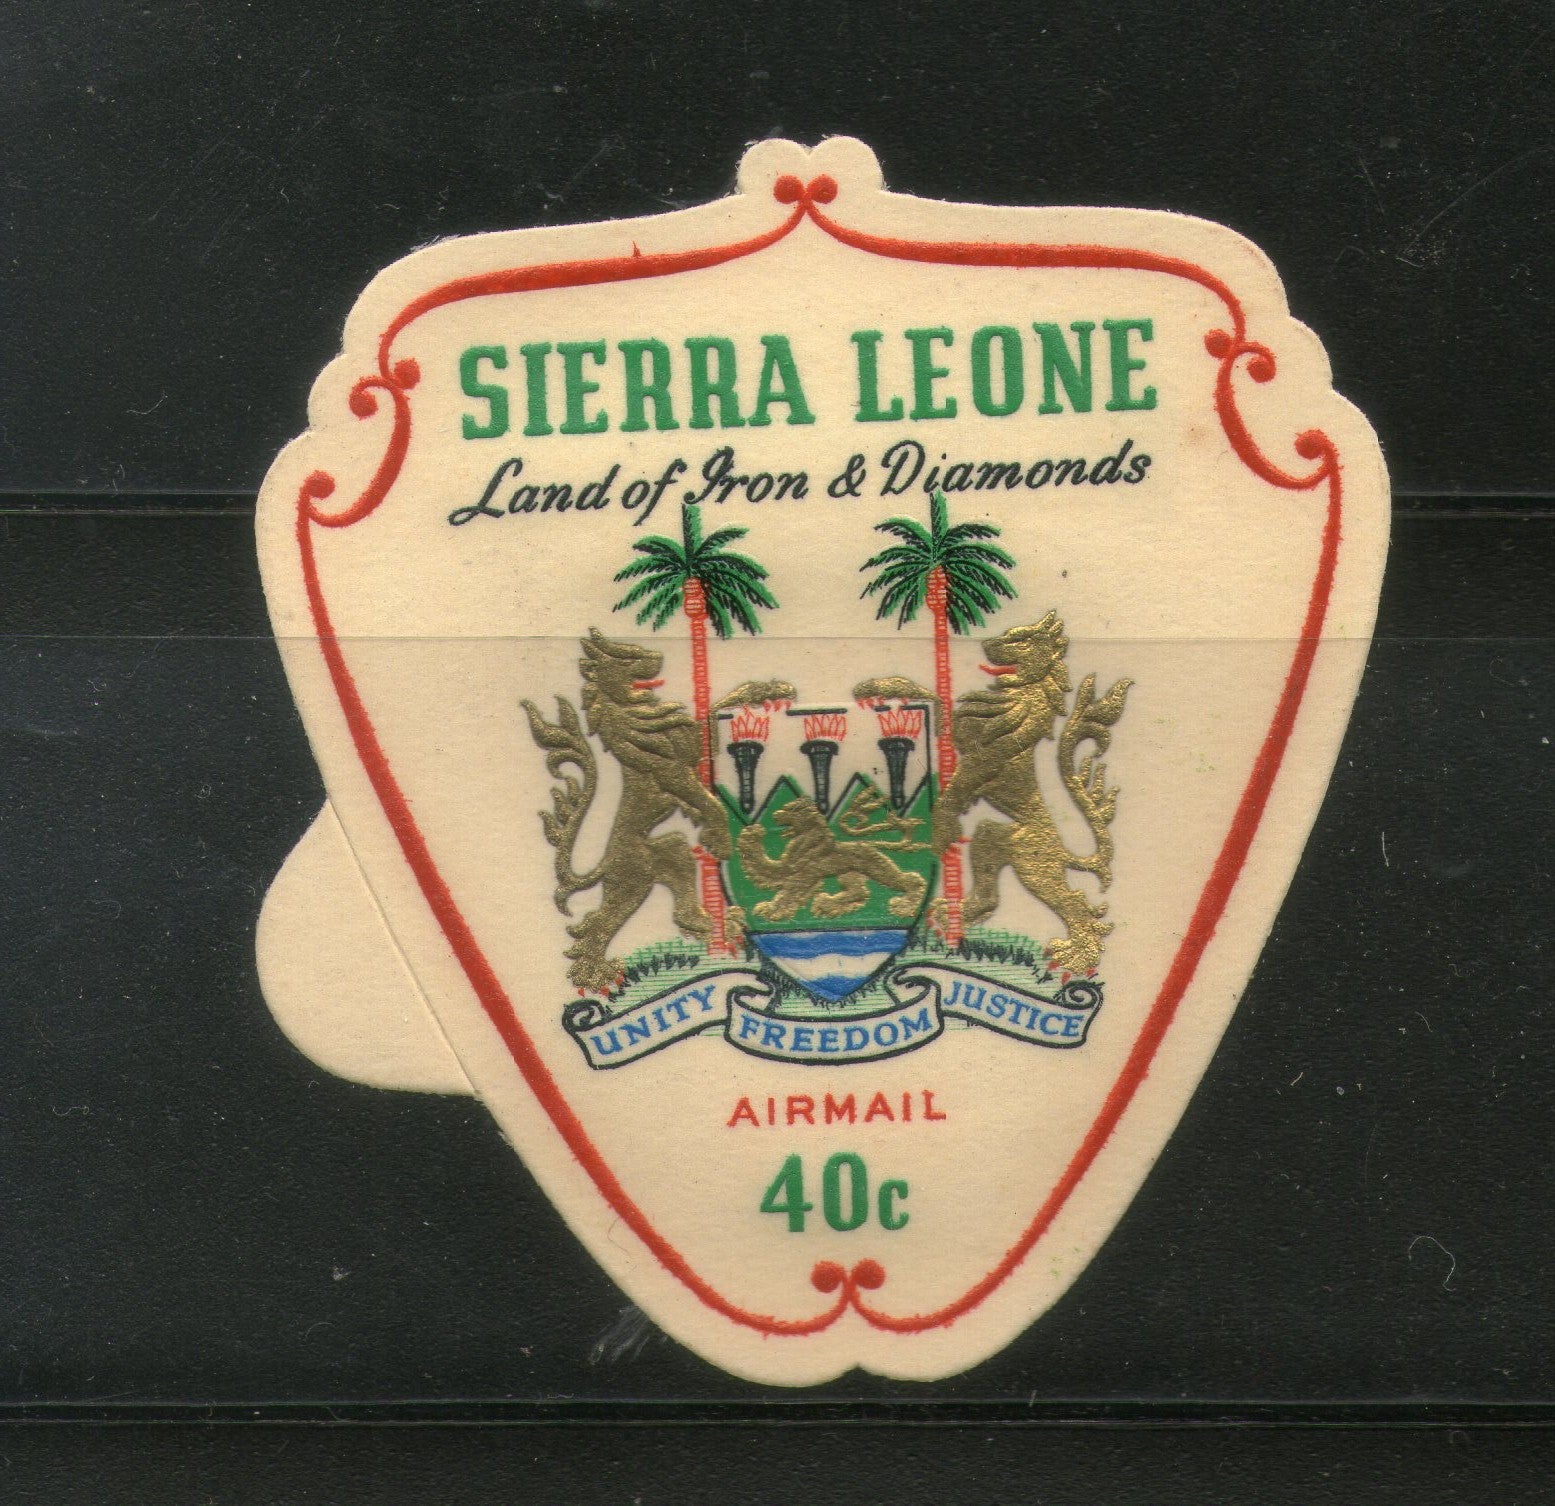 SIERRA LEONE
Land of Iron & Diamonds
UNITY FREEDOM JUSTICE
AIRMAIL
40c